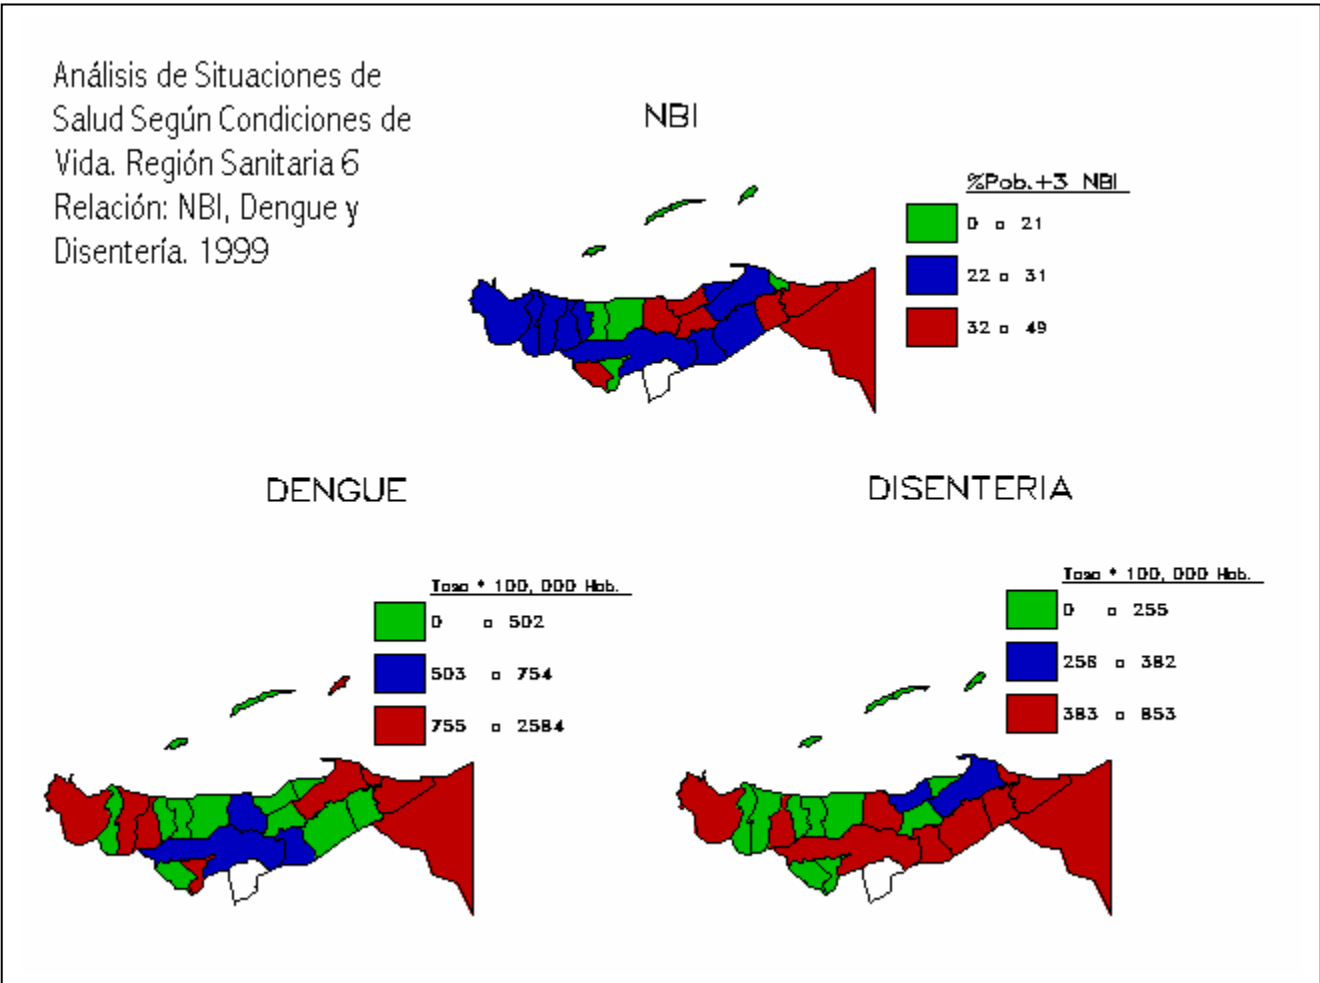 Análisis de Situaciones de
Salud Según Condiciones de
Vida. Región Sanitaria 6
Relación: NBI, Dengue y
Disentería. 1999
NBI
%Pob.+3 NBI
0 a 21
22 a 31
32 a 49
DENGUE
Tasa * 100, 000 Hab.
0 a 502
503 a 754
755 a 2584
DISENTERIA
Tasa * 100, 000 Hab.
0 a 255
256 a 382
383 a 853